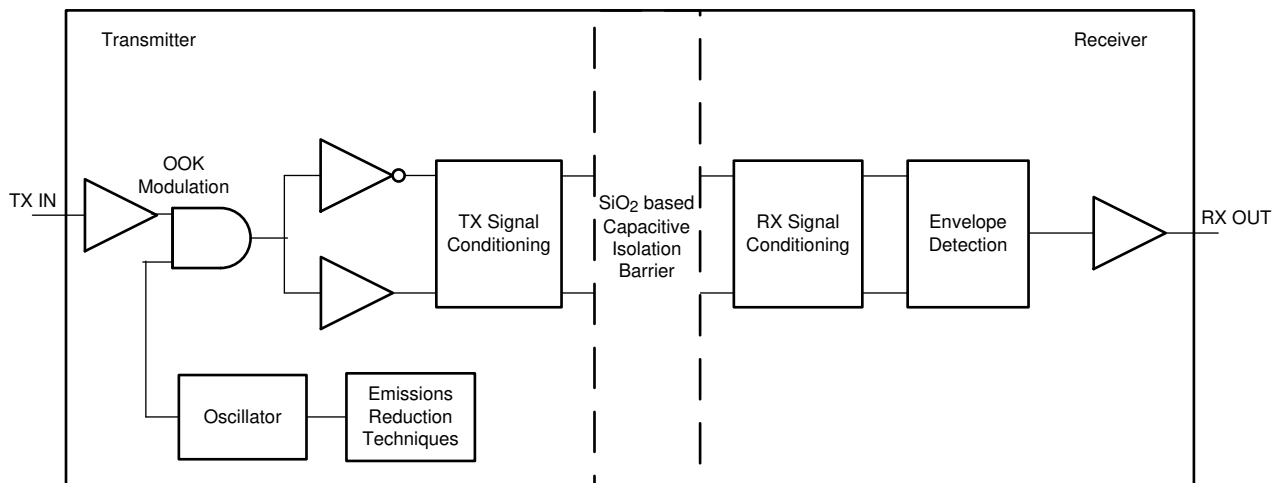 Transmitter
Receiver
OOK
Modulation
TX IN
TX Signal
Conditioning
SiO2 based
Capacitive
Isolation
Barrier
RX Signal
Conditioning
Envelope
Detection
RX OUT
Oscillator
Emissions
Reduction
Techniques